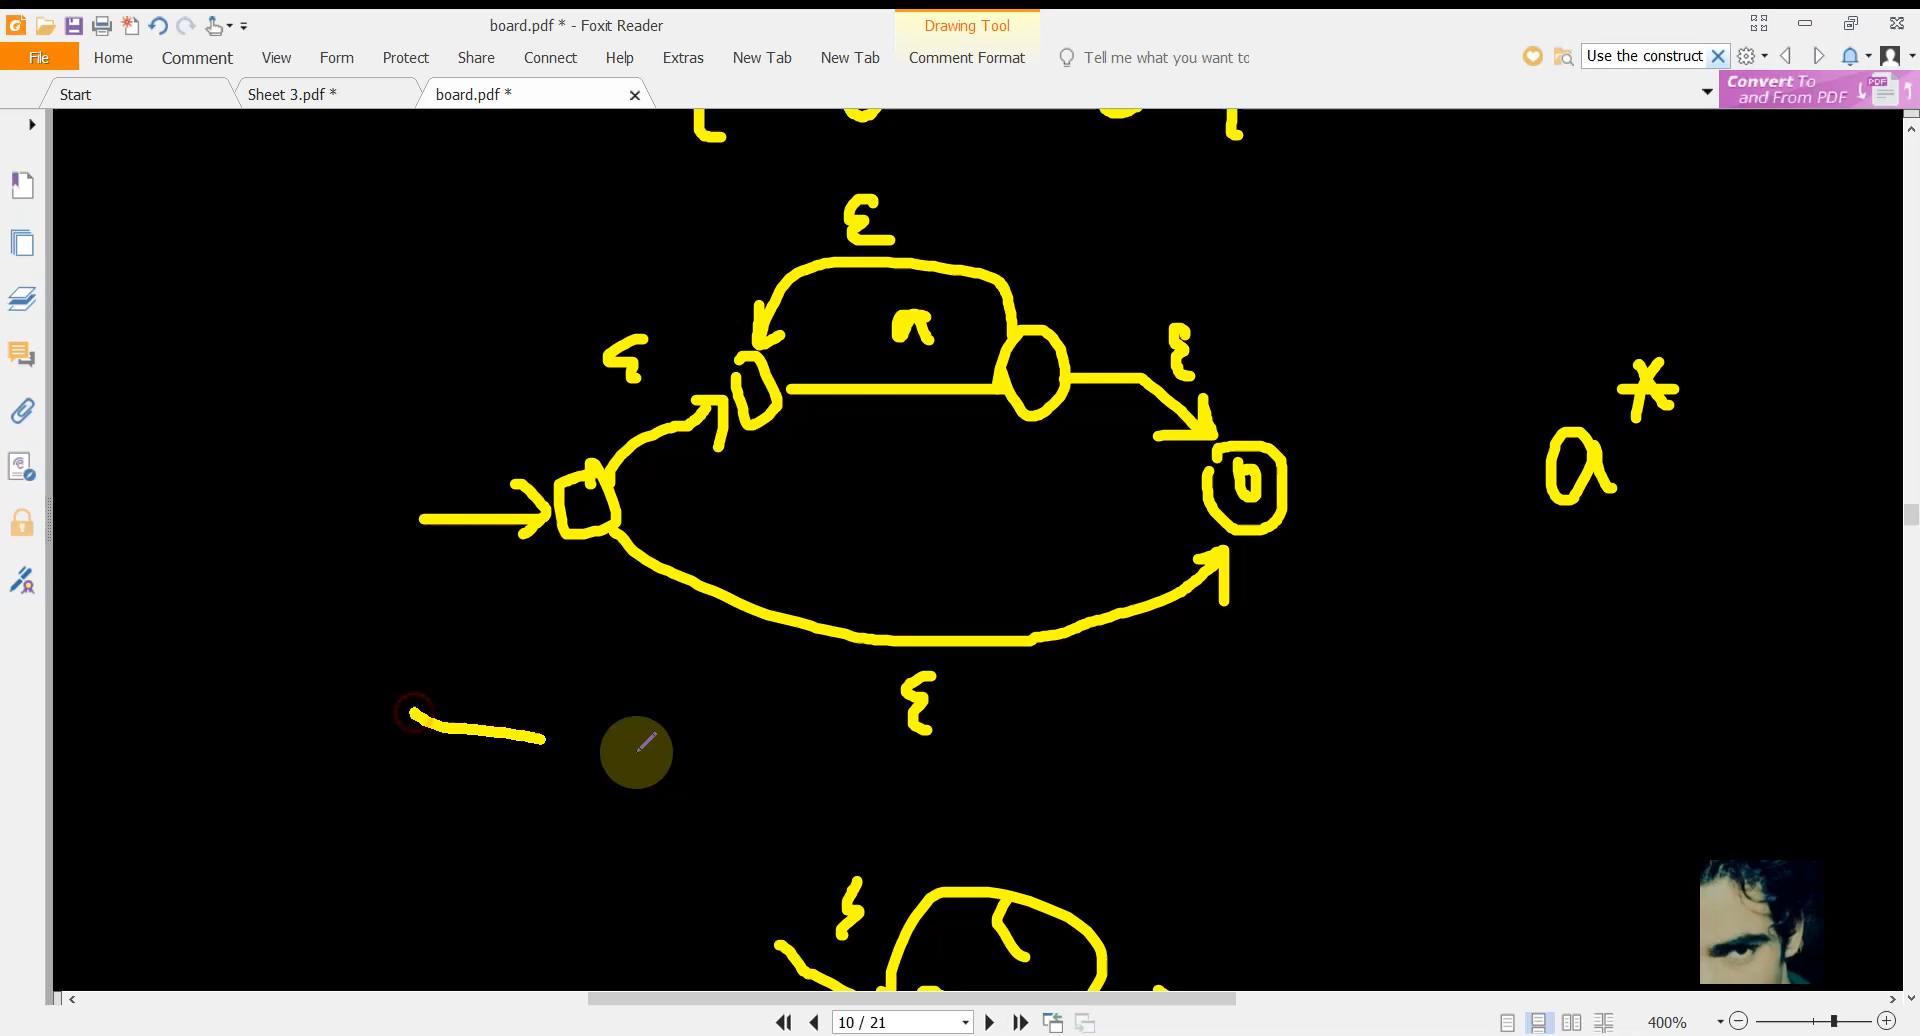 board.pdf * - Foxit Reader
Drawing Tool
File
Home
Comment
View
Form
Protect
Share
Connect
Help
Extras
New Tab
New Tab
Comment Format
Tell me what you want to
Use the construct
Start
Sheet 3.pdf *
board.pdf *
Convert To
and From PDF
PDF
ε
a
ε
ε
ε
a*
10 / 21
400%